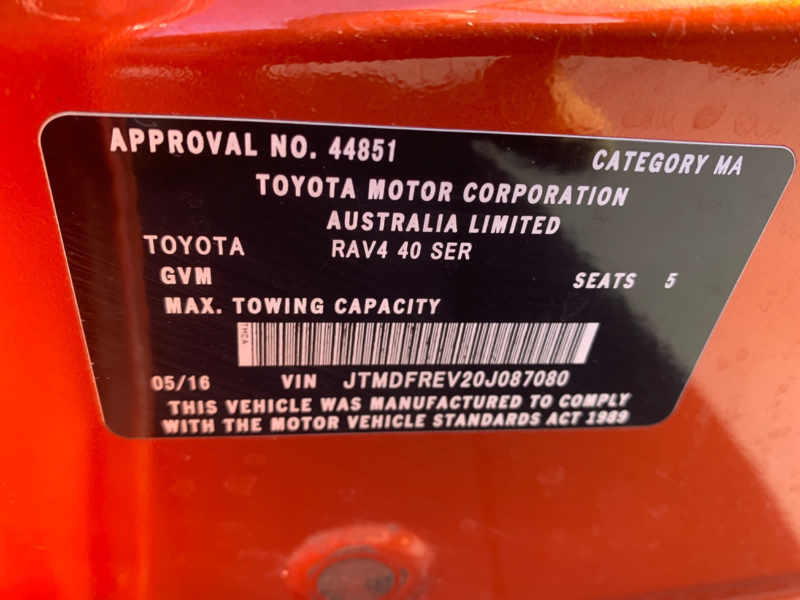 APPROVAL NO. 44851 CATEGORY MA
TOYOTA MOTOR CORPORATION
AUSTRALIA LIMITED
TOYOTA RAV4 40 SER
GVM SEATS 5
MAX. TOWING CAPACITY
TMCA
05/16 VIN JTMDFREV20J087080
THIS VEHICLE WAS MANUFACTURED TO COMPLY
WITH THE MOTOR VEHICLE STANDARDS ACT 1989